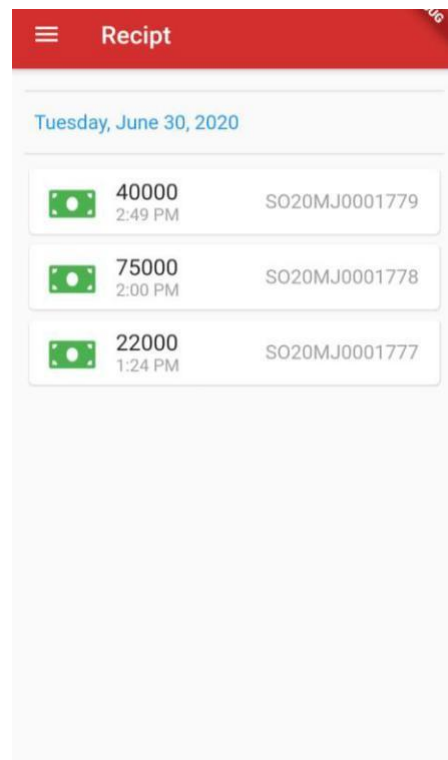 Recipt
Tuesday, June 30, 2020
40000
2:49 PM
SO20MJ0001779
75000
2:00 PM
SO20MJ0001778
22000
1:24 PM
SO20MJ0001777